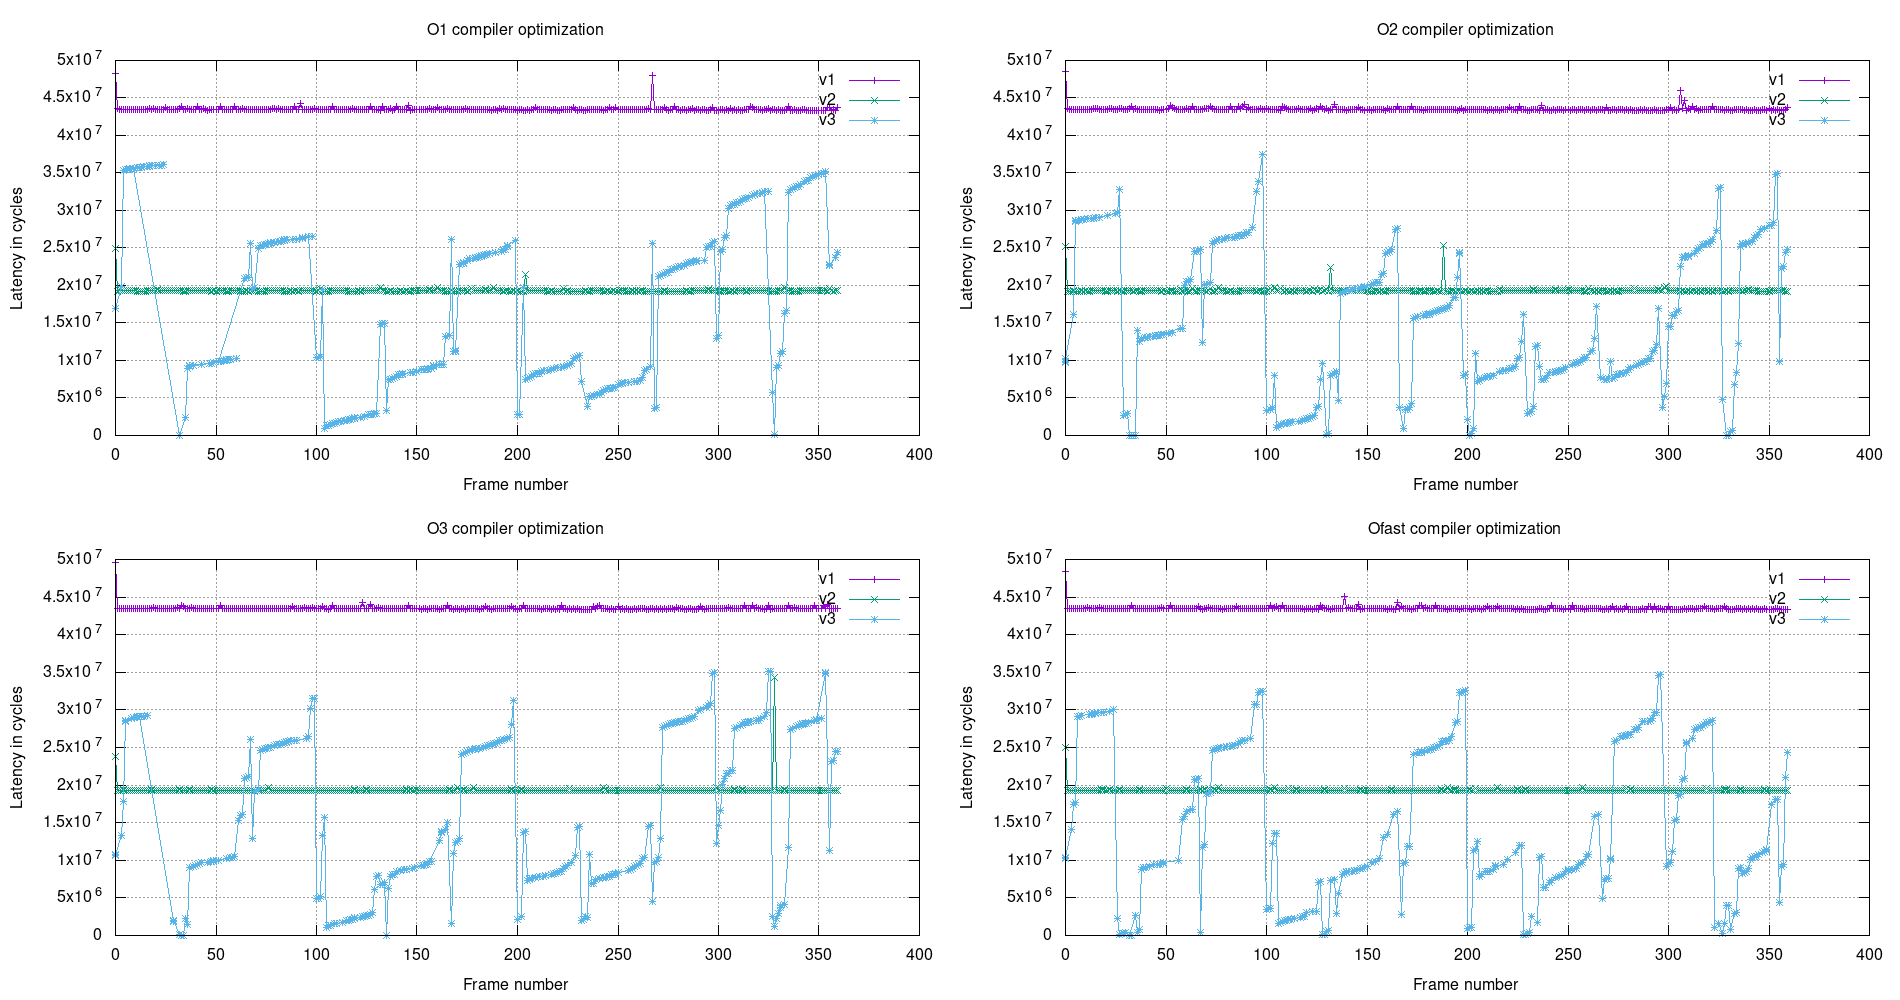 O1 compiler optimization
5x10^7
4.5x10^7
4x10^7
3.5x10^7
3x10^7
2.5x10^7
2x10^7
1.5x10^7
1x10^7
5x10^6
0
0 50 100 150 200 250 300 350 400
Latency in cycles
Frame number
v1
v2
v3
O2 compiler optimization
5x10^7
4.5x10^7
4x10^7
3.5x10^7
3x10^7
2.5x10^7
2x10^7
1.5x10^7
1x10^7
5x10^6
0
0 50 100 150 200 250 300 350 400
Latency in cycles
Frame number
v1
v2
v3
O3 compiler optimization
5x10^7
4.5x10^7
4x10^7
3.5x10^7
3x10^7
2.5x10^7
2x10^7
1.5x10^7
1x10^7
5x10^6
0
0 50 100 150 200 250 300 350 400
Latency in cycles
Frame number
v1
v2
v3
Ofast compiler optimization
5x10^7
4.5x10^7
4x10^7
3.5x10^7
3x10^7
2.5x10^7
2x10^7
1.5x10^7
1x10^7
5x10^6
0
0 50 100 150 200 250 300 350 400
Latency in cycles
Frame number
v1
v2
v3